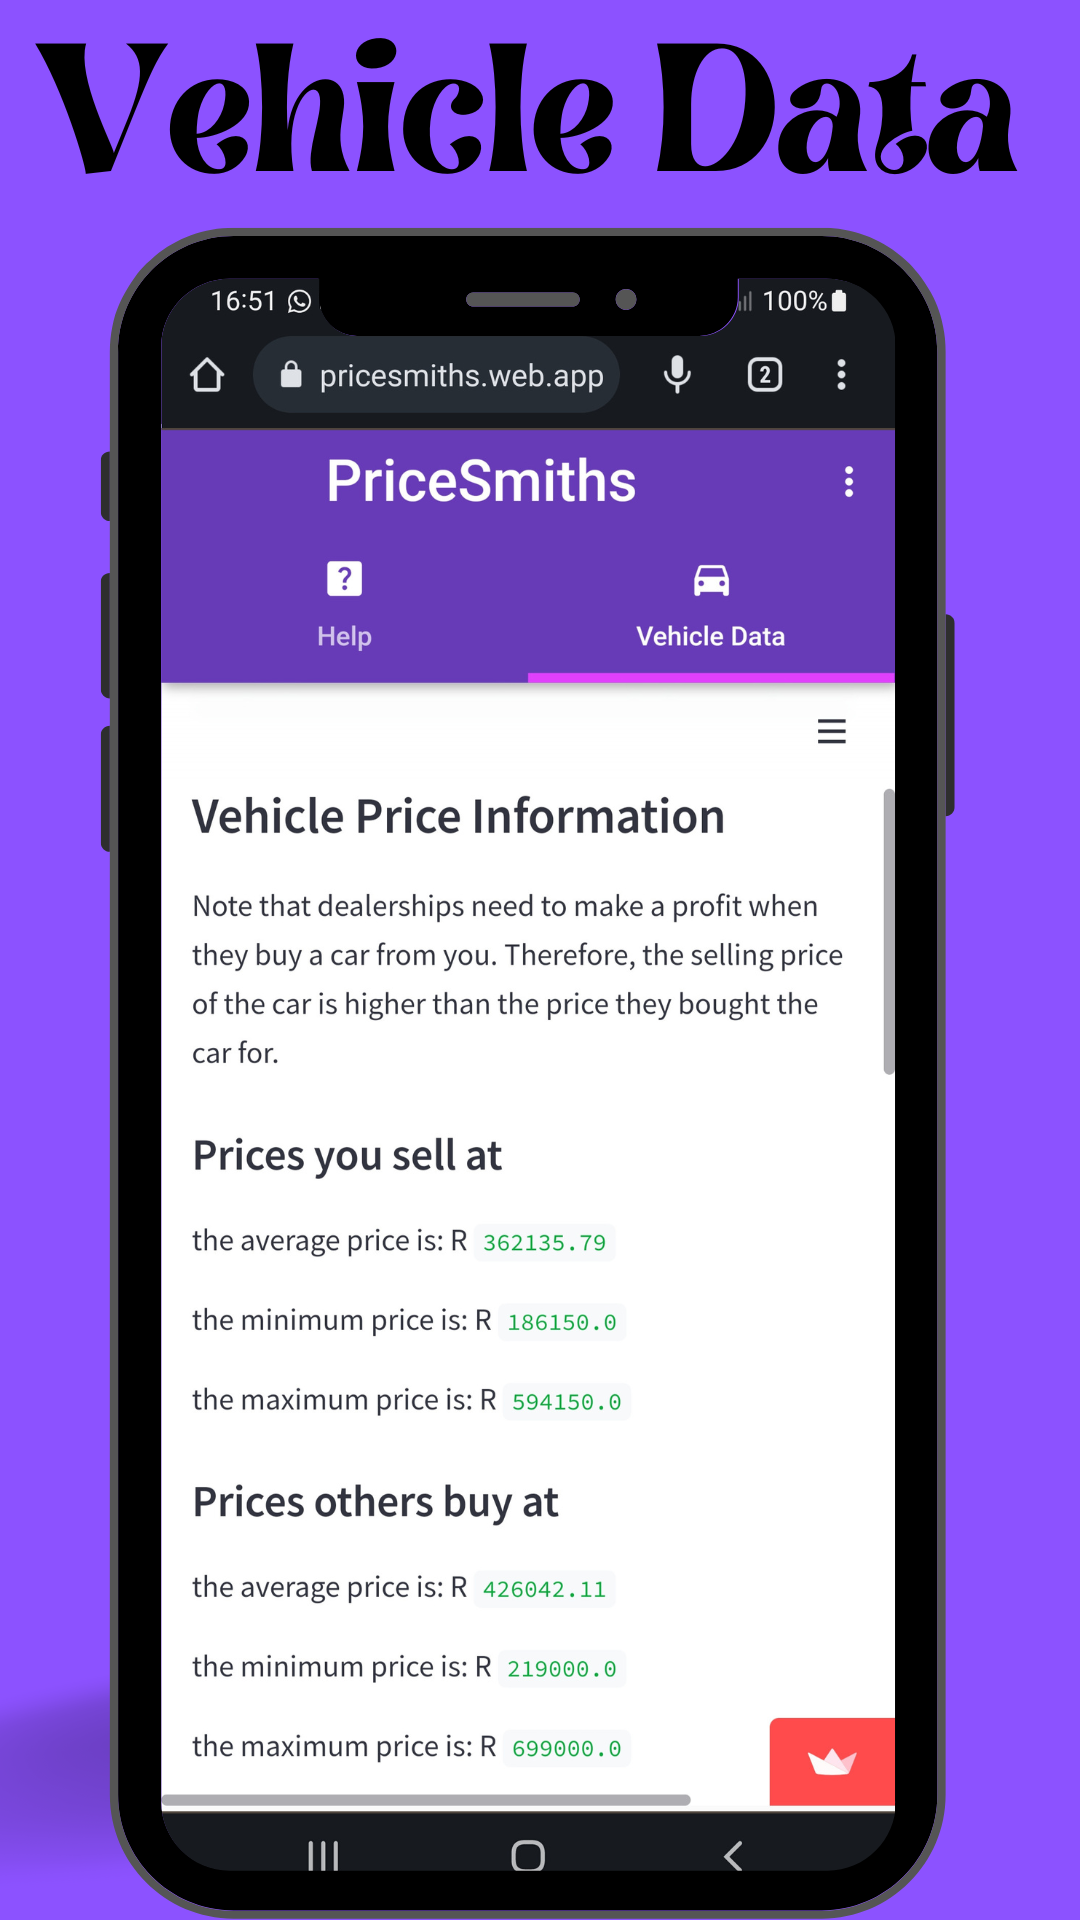 Vehicle Data
16:51 100%
pricesmiths.web.app 2
PriceSmiths
? 
Help Vehicle Data
Vehicle Price Information
Note that dealerships need to make a profit when
they buy a car from you. Therefore, the selling price
of the car is higher than the price they bought the
car for.
Prices you sell at
the average price is: R 362135.79
the minimum price is: R 186150.0
the maximum price is: R 594150.0
Prices others buy at
the average price is: R 426042.11
the minimum price is: R 219000.0
the maximum price is: R 699000.0